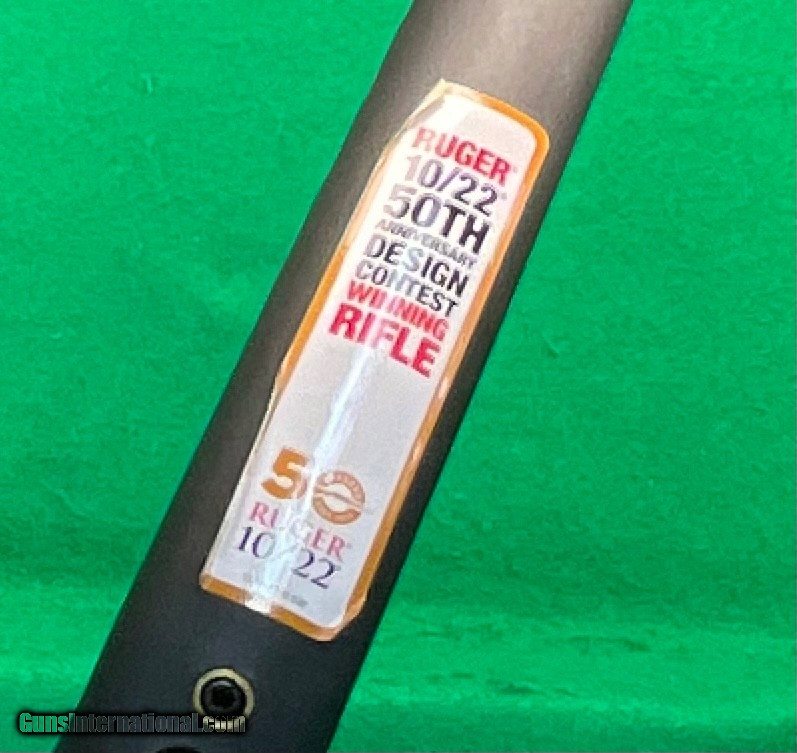 RUGER®
10/22®
50TH
ANNIVERSARY
DESIGN
CONTEST
WINNING
RIFLE
50
RUGER®
10/22
GunsInternational.com